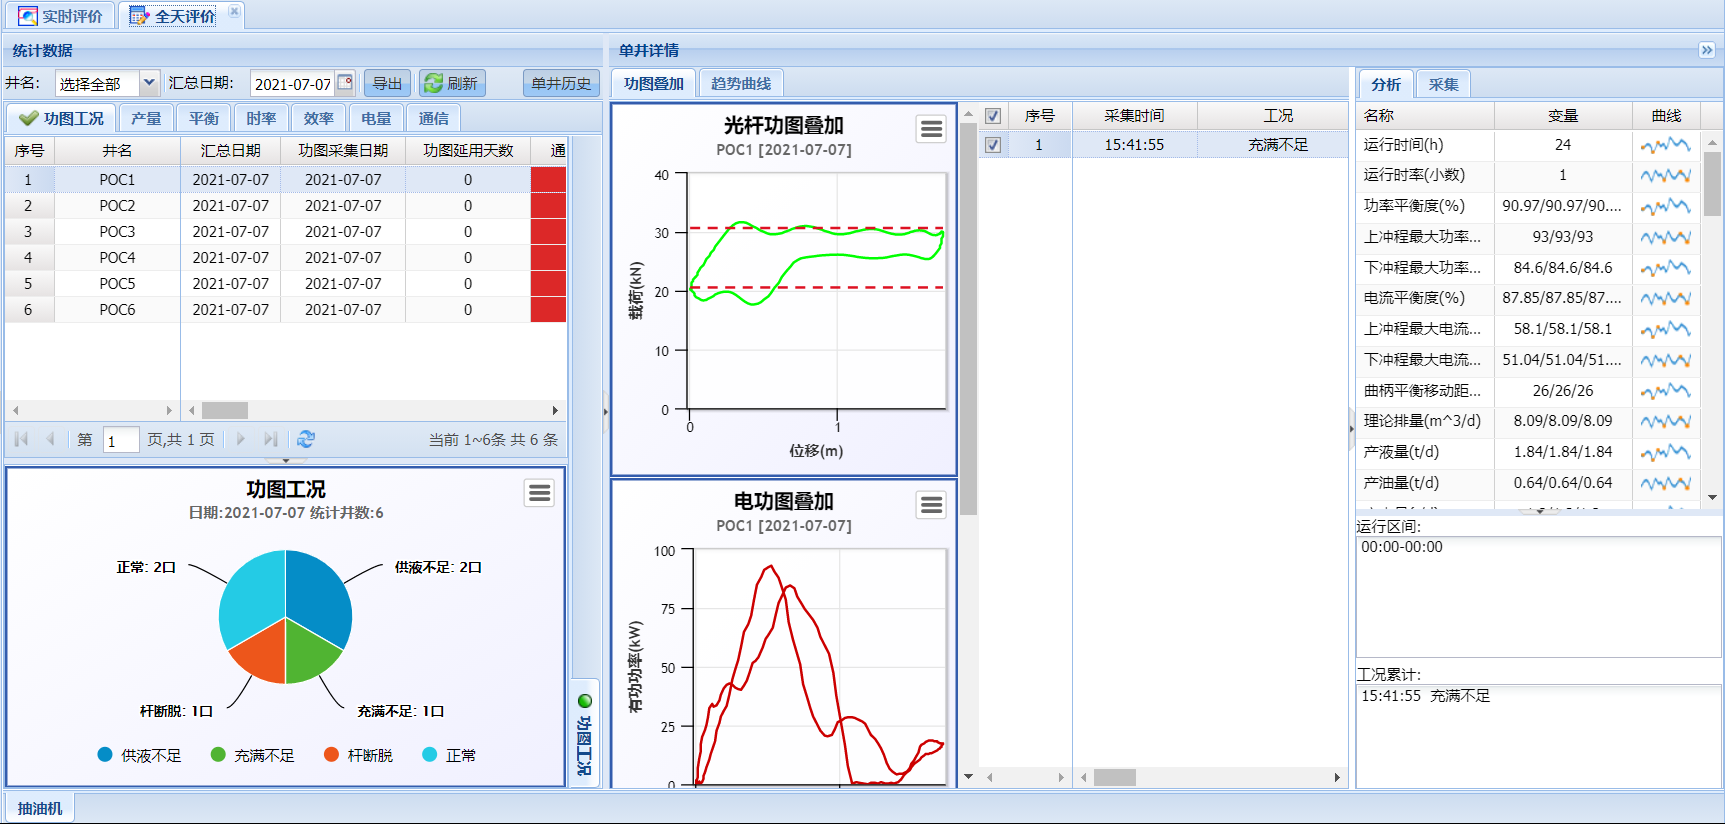 实时评价 全天评价
统计数据
井名: 选择全部 汇总日期: 2021-07-07 导出 刷新 单井历史
功图工况 产量 平衡 时率 效率 电量 通信
序号 井名 汇总日期 功图采集日期 功图延用天数 通
1 POC1 2021-07-07 2021-07-07 0
2 POC2 2021-07-07 2021-07-07 0
3 POC3 2021-07-07 2021-07-07 0
4 POC4 2021-07-07 2021-07-07 0
5 POC5 2021-07-07 2021-07-07 0
6 POC6 2021-07-07 2021-07-07 0
第 1 页,共 1 页 当前 1~6条 共 6 条
功图工况
日期:2021-07-07 统计井数:6
正常: 2口 供液不足: 2口
杆断脱: 1口 充满不足: 1口
供液不足 充满不足 杆断脱 正常
功图工况
抽油机
单井详情
功图叠加 趋势曲线
光杆功图叠加
POC1 [2021-07-07]
载荷(kN)
40
30
20
10
0
0 1
位移(m)
电功图叠加
POC1 [2021-07-07]
有功功率(kW)
100
75
50
25
0
序号 采集时间 工况
1 15:41:55 充满不足
分析 采集
名称 变量 曲线
运行时间(h) 24
运行时率(小数) 1
功率平衡度(%) 90.97/90.97/90....
上冲程最大功率... 93/93/93
下冲程最大功率... 84.6/84.6/84.6
电流平衡度(%) 87.85/87.85/87....
上冲程最大电流... 58.1/58.1/58.1
下冲程最大电流... 51.04/51.04/51....
曲柄平衡移动距... 26/26/26
理论排量(m^3/d) 8.09/8.09/8.09
产液量(t/d) 1.84/1.84/1.84
产油量(t/d) 0.64/0.64/0.64
运行区间:
00:00-00:00
工况累计:
15:41:55 充满不足